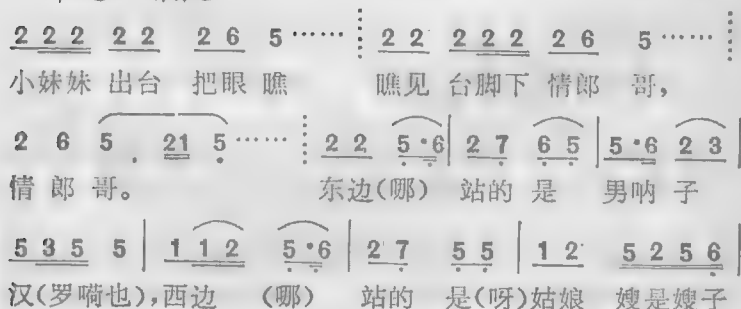 2 2 2 2 2 2 6 5 …… 2 2 2 2 2 2 6 5 ……
小妹妹 出台 把眼 瞧 瞧见 台脚下 情郎 哥，
2 6 5 . 2 1 5 …… 2 2 5·6 | 2 7 6 5 | 5·6 2 3 |
情 郎 哥。 东边(哪) 站的 是 男呐 子
5 3 5 5 | 1 1 2 5·6 | 2 7 5 5 | 1 2 5 2 5 6 |
汉(罗嗬也)，西边 (哪) 站的 是(呀)姑娘 嫂是嫂子